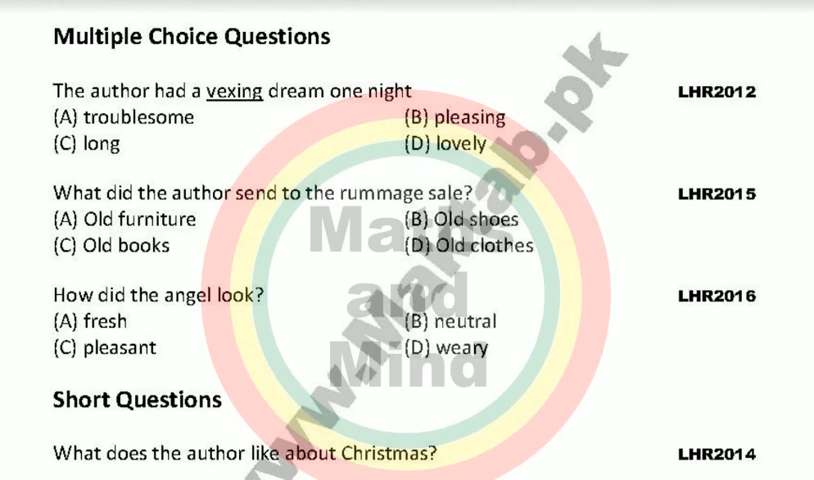 Multiple Choice Questions
The author had a vexing dream one night LHR2012
(A) troublesome (B) pleasing
(C) long (D) lovely
What did the author send to the rummage sale? LHR2015
(A) Old furniture (B) Old shoes
(C) Old books (D) Old clothes
How did the angel look? LHR2016
(A) fresh (B) neutral
(C) pleasant (D) weary
Short Questions
What does the author like about Christmas? LHR2014
and
Mind